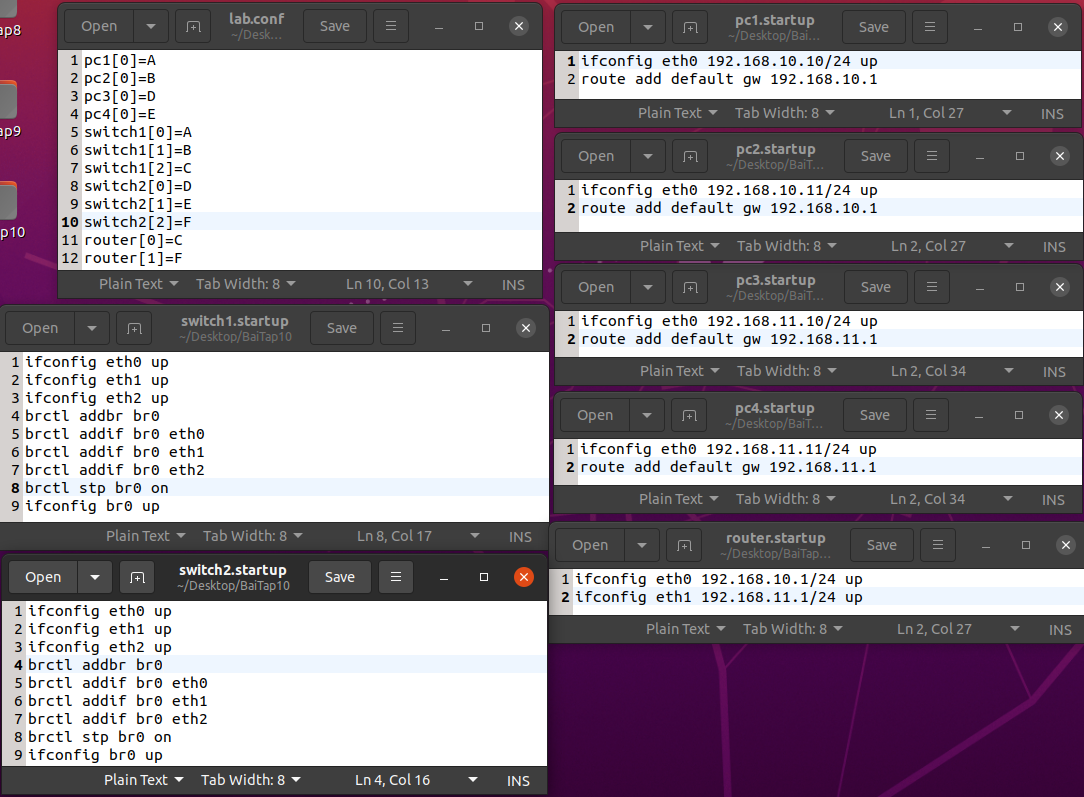 ap8
ap9
p10
Open
lab.conf
~/Desk...
Save
1 pc1[0]=A
2 pc2[0]=B
3 pc3[0]=D
4 pc4[0]=E
5 switch1[0]=A
6 switch1[1]=B
7 switch1[2]=C
8 switch2[0]=D
9 switch2[1]=E
10 switch2[2]=F
11 router[0]=C
12 router[1]=F
Plain Text Tab Width: 8 Ln 10, Col 13 INS
Open
switch1.startup
~/Desktop/BaiTap10
Save
1 ifconfig eth0 up
2 ifconfig eth1 up
3 ifconfig eth2 up
4 brctl addbr br0
5 brctl addif br0 eth0
6 brctl addif br0 eth1
7 brctl addif br0 eth2
8 brctl stp br0 on
9 ifconfig br0 up
Plain Text Tab Width: 8 Ln 8, Col 17 INS
Open
switch2.startup
~/Desktop/BaiTap10
Save
1 ifconfig eth0 up
2 ifconfig eth1 up
3 ifconfig eth2 up
4 brctl addbr br0
5 brctl addif br0 eth0
6 brctl addif br0 eth1
7 brctl addif br0 eth2
8 brctl stp br0 on
9 ifconfig br0 up
Plain Text Tab Width: 8 Ln 4, Col 16 INS
Open
pc1.startup
~/Desktop/Bai...
Save
1 ifconfig eth0 192.168.10.10/24 up
2 route add default gw 192.168.10.1
Plain Text Tab Width: 8 Ln 1, Col 27 INS
Open
pc2.startup
~/Desktop/BaiT...
Save
1 ifconfig eth0 192.168.10.11/24 up
2 route add default gw 192.168.10.1
Plain Text Tab Width: 8 Ln 2, Col 27 INS
Open
pc3.startup
~/Desktop/BaiT...
Save
1 ifconfig eth0 192.168.11.10/24 up
2 route add default gw 192.168.11.1
Plain Text Tab Width: 8 Ln 2, Col 34 INS
Open
pc4.startup
~/Desktop/BaiT...
Save
1 ifconfig eth0 192.168.11.11/24 up
2 route add default gw 192.168.11.1
Plain Text Tab Width: 8 Ln 2, Col 34 INS
Open
router.startup
~/Desktop/BaiTap...
Save
1 ifconfig eth0 192.168.10.1/24 up
2 ifconfig eth1 192.168.11.1/24 up
Plain Text Tab Width: 8 Ln 2, Col 27 INS